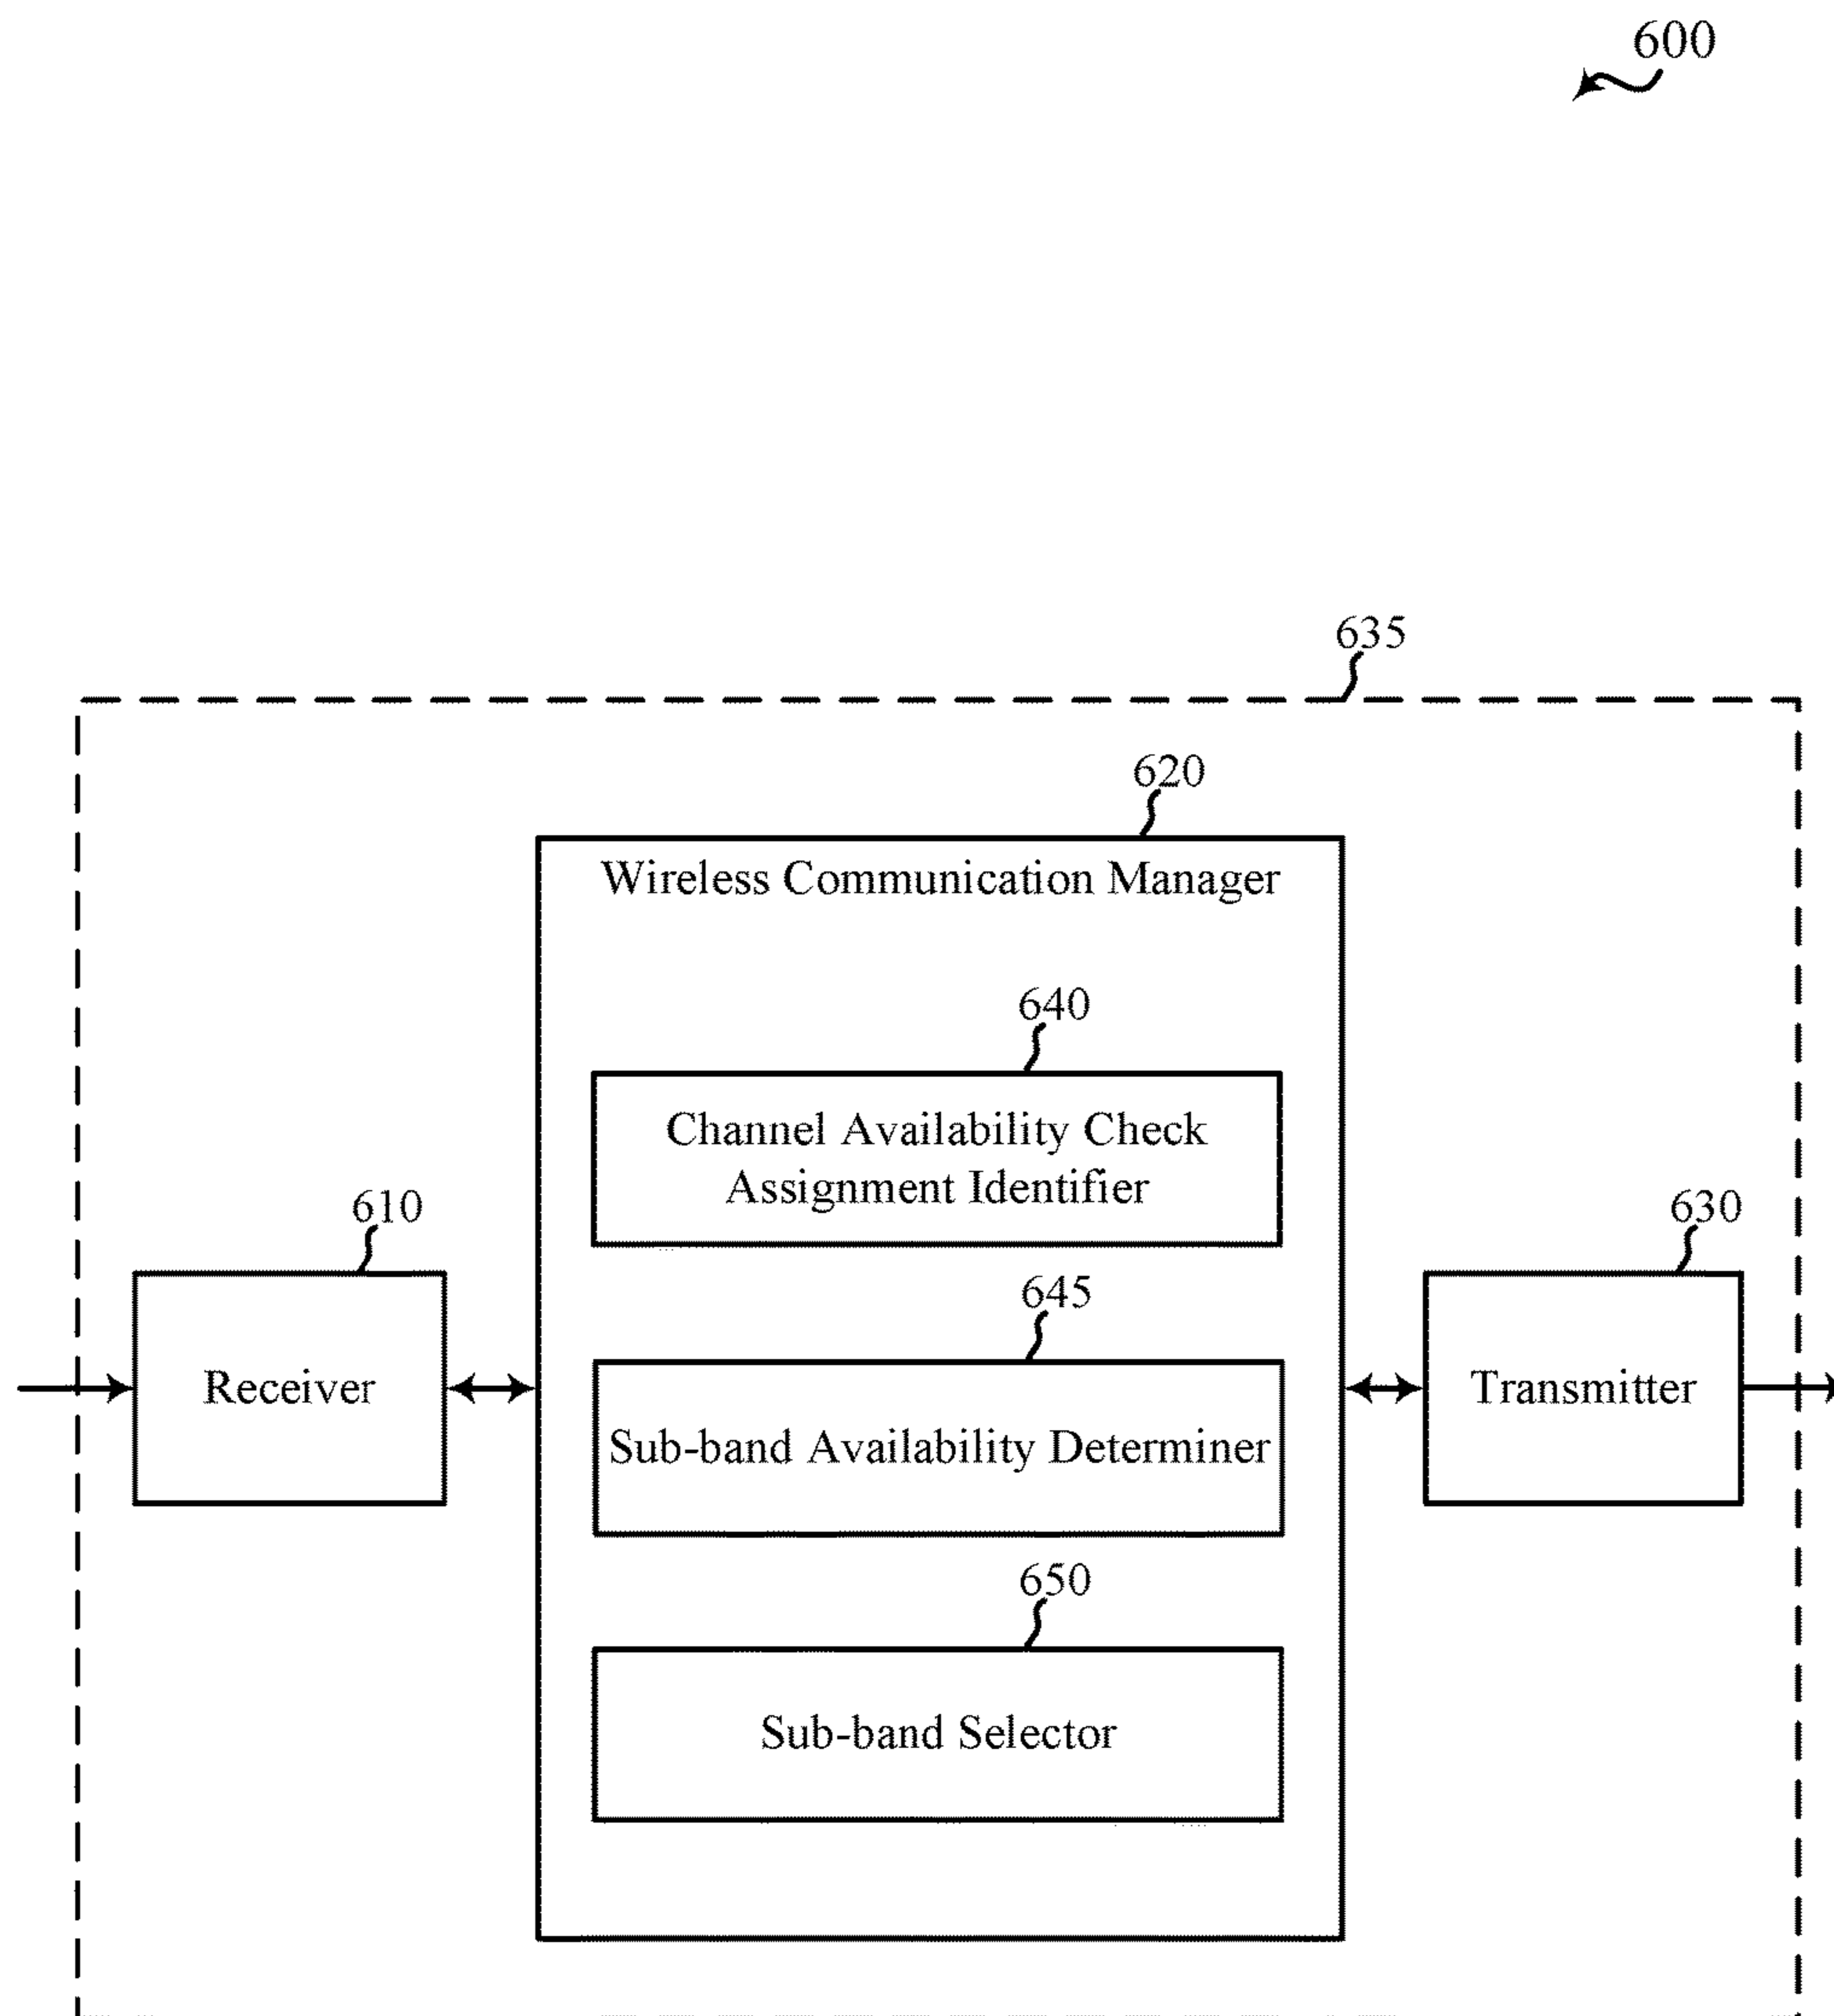 600
635
620
Wireless Communication Manager
640
Channel Availability Check
Assignment Identifier
610
Receiver
645
Sub-band Availability Determiner
630
Transmitter
650
Sub-band Selector